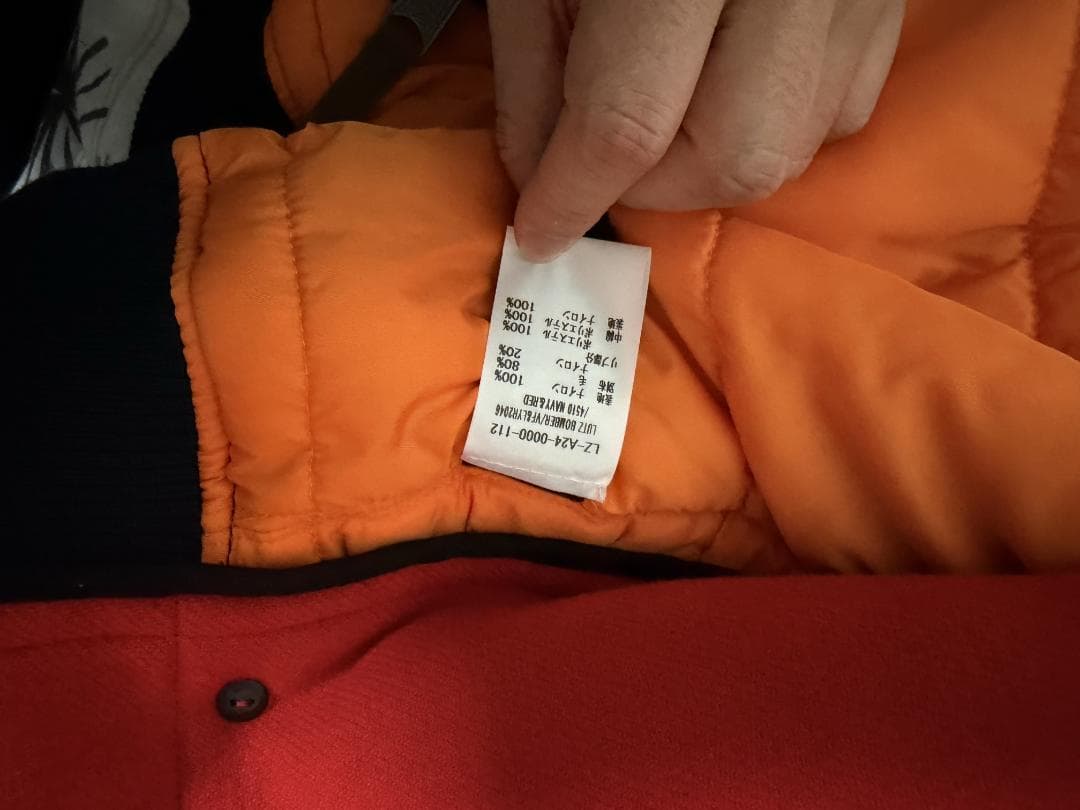 LZ-A24-0000-112
LUTZ BOMBER/VF&LYR2046
/4510 NAVY&RED
表地 ナイロン 100%
別布 毛 80%
ナイロン 20%
リブ部分
ポリエステル 100%
中綿 ポリエステル 100%
裏地 ナイロン 100%